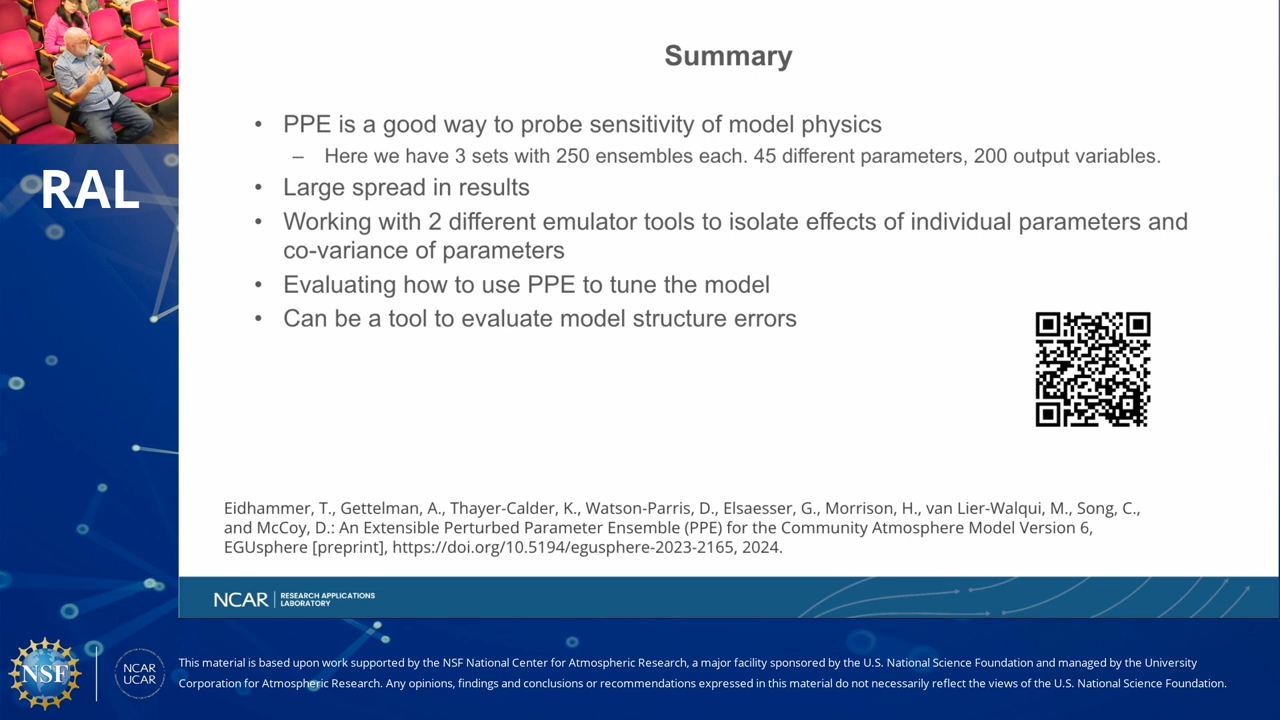 Summary
• PPE is a good way to probe sensitivity of model physics
– Here we have 3 sets with 250 ensembles each. 45 different parameters, 200 output variables.
• Large spread in results
• Working with 2 different emulator tools to isolate effects of individual parameters and
co-variance of parameters
• Evaluating how to use PPE to tune the model
• Can be a tool to evaluate model structure errors
Eidhammer, T., Gettelman, A., Thayer-Calder, K., Watson-Parris, D., Elsaesser, G., Morrison, H., van Lier-Walqui, M., Song, C.,
and McCoy, D.: An Extensible Perturbed Parameter Ensemble (PPE) for the Community Atmosphere Model Version 6,
EGUsphere [preprint], https://doi.org/10.5194/egusphere-2023-2165, 2024.
RAL
NCAR | RESEARCH APPLICATIONS
LABORATORY
NSF
NCAR
UCAR
This material is based upon work supported by the NSF National Center for Atmospheric Research, a major facility sponsored by the U.S. National Science Foundation and managed by the University
Corporation for Atmospheric Research. Any opinions, findings and conclusions or recommendations expressed in this material do not necessarily reflect the views of the U.S. National Science Foundation.